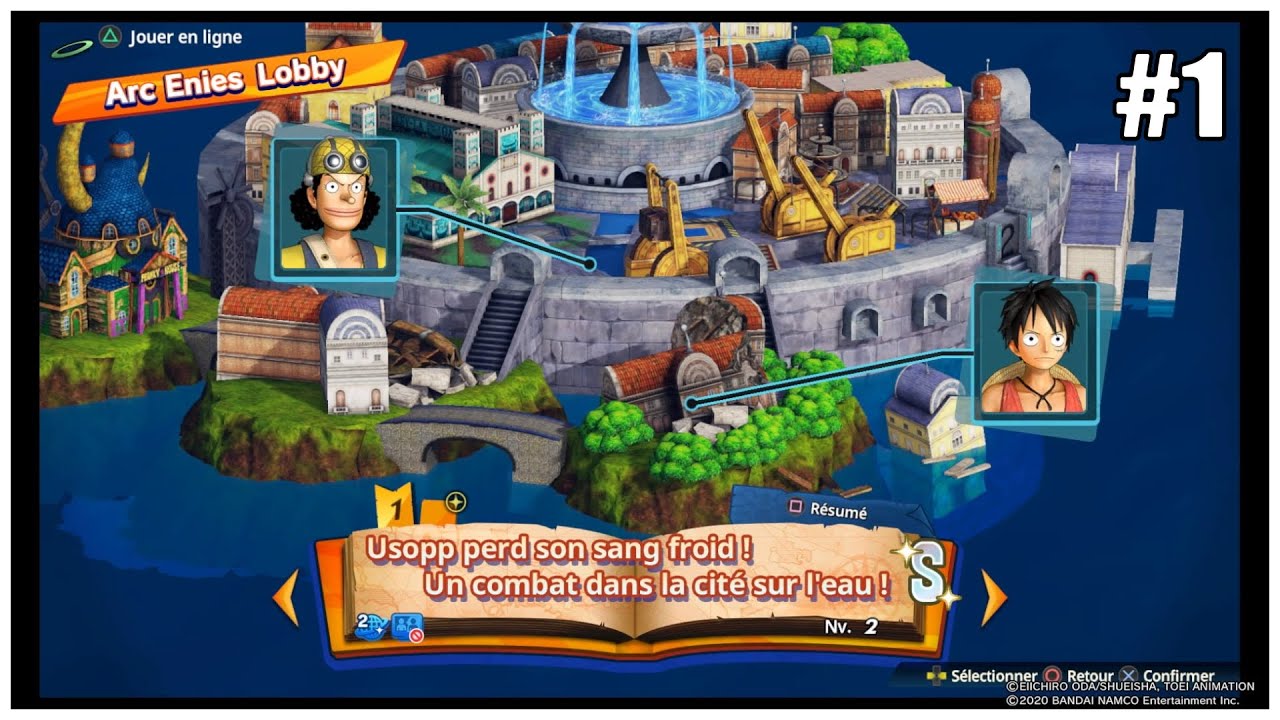 Jouer en ligne
Arc Enies Lobby
#1
1
Résumé
Usopp perd son sang froid !
Un combat dans la cité sur l'eau !
S
2
Nv. 2
Sélectionner Retour Confirmer
©EIICHIRO ODA/SHUEISHA, TOEI ANIMATION
©2020 BANDAI NAMCO Entertainment Inc.